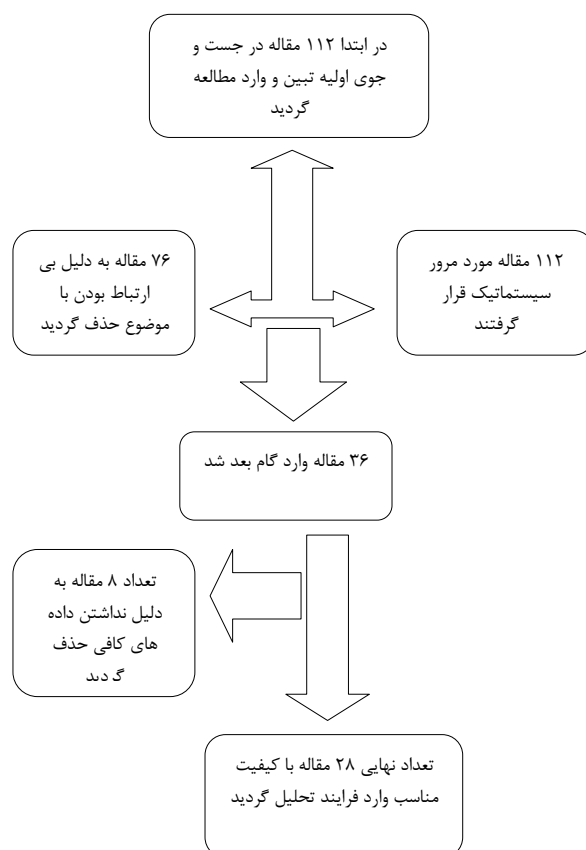 در ابتدا ۱۱۲ مقاله در جست و
جوی اولیه تبین و وارد مطالعه
گردید
۱۱۲ مقاله مورد مرور
سیستماتیک قرار
گرفتند
۷۶ مقاله به دلیل بی
ارتباط بودن با
موضوع حذف گردید
۳۶ مقاله وارد گام بعد شد
تعداد ۸ مقاله به
دلیل نداشتن داده
های کافی حذف
گردید
تعداد نهایی ۲۸ مقاله با کیفیت
مناسب وارد فرایند تحلیل گردید